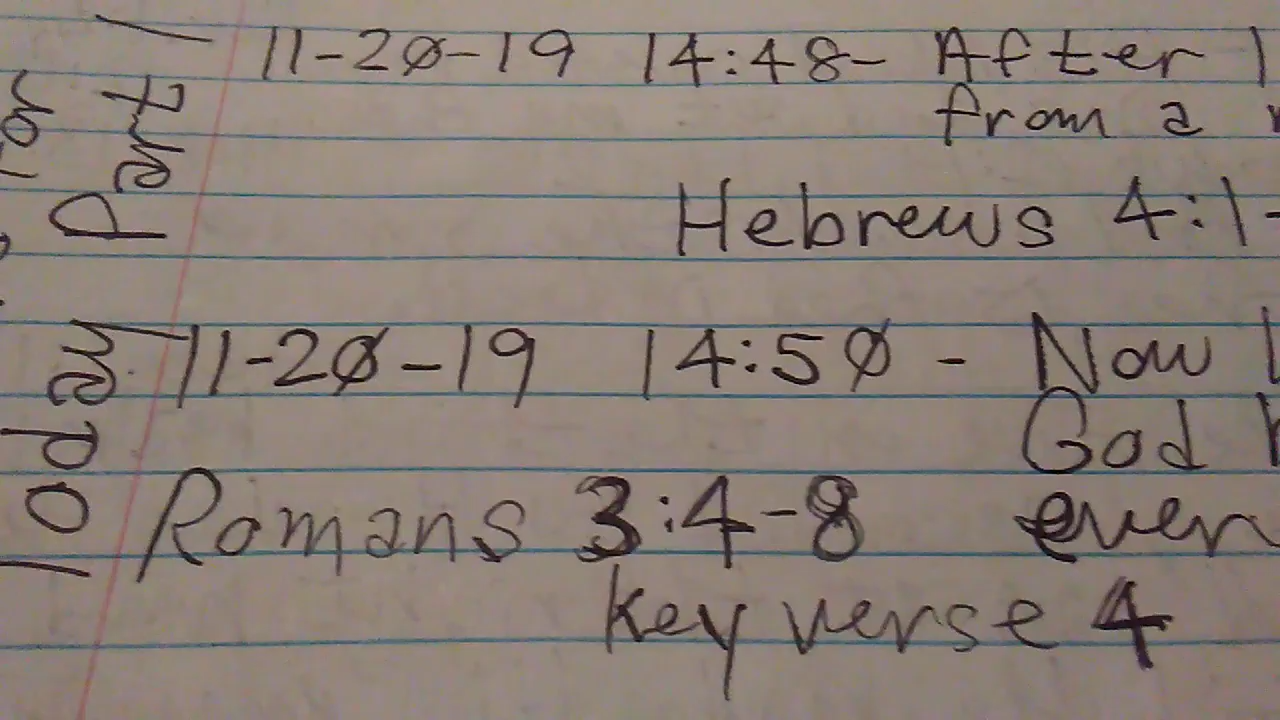 11-2Ø-19 14:48- After
from a
Hebrews 4:1-
11-2Ø-19 14:5Ø - Now
God
Romans 3:4-8 even
key verse 4
Part